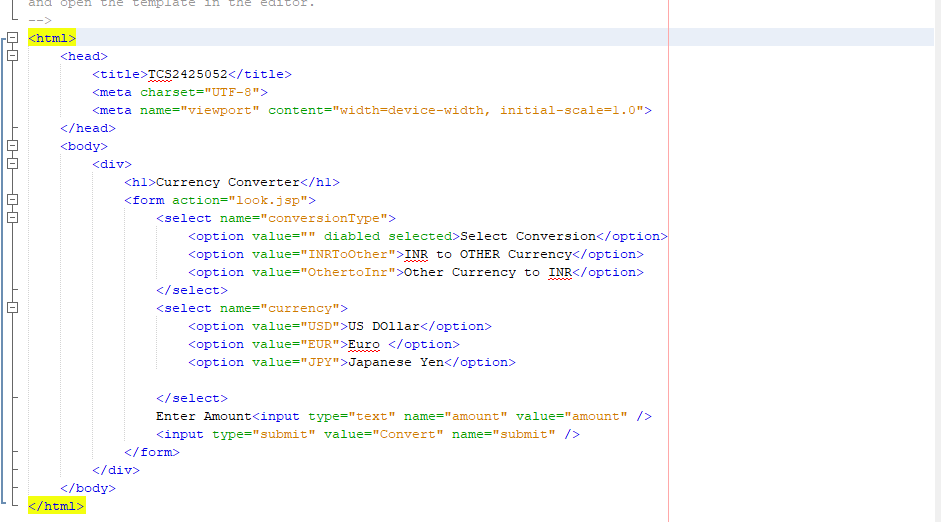 and open the template in the editor.
-->
<html>
<head>
<title>TCS2425052</title>
<meta charset="UTF-8">
<meta name="viewport" content="width=device-width, initial-scale=1.0">
</head>
<body>
<div>
<h1>Currency Converter</h1>
<form action="look.jsp">
<select name="conversionType">
<option value="" diabled selected>Select Conversion</option>
<option value="INRToOther">INR to OTHER Currency</option>
<option value="OthertoInr">Other Currency to INR</option>
</select>
<select name="currency">
<option value="USD">US DOllar</option>
<option value="EUR">Euro </option>
<option value="JPY">Japanese Yen</option>
</select>
Enter Amount<input type="text" name="amount" value="amount" />
<input type="submit" value="Convert" name="submit" />
</form>
</div>
</body>
</html>